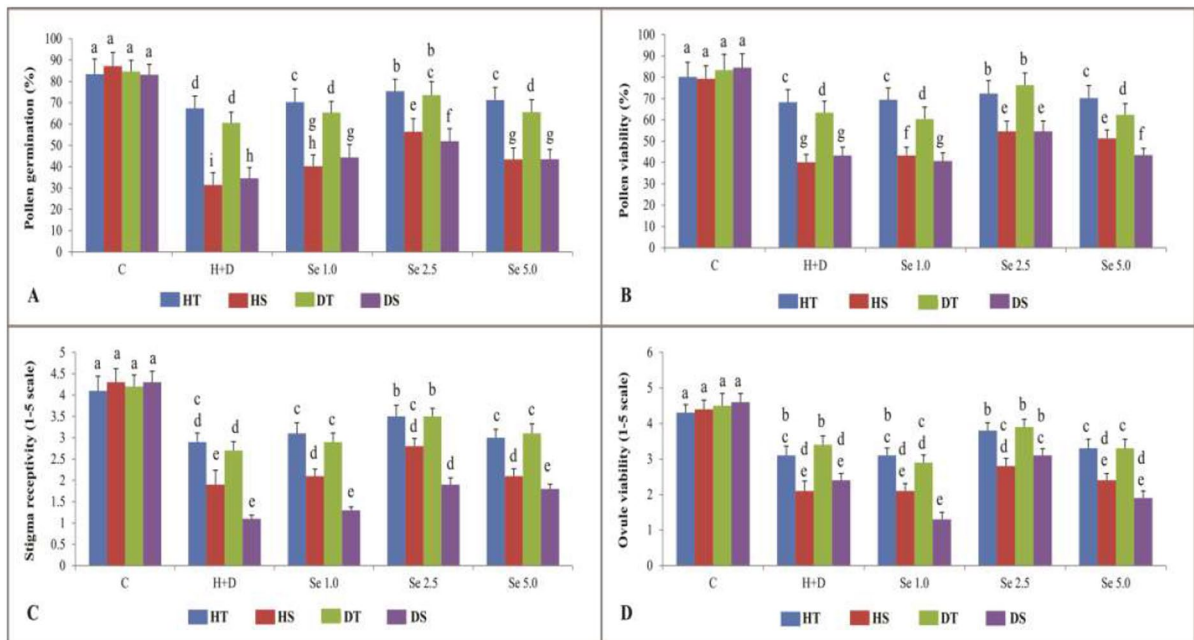 Pollen germination (%)
100
90
80
70
60
50
40
30
20
10
0
a a a a
d i d h
c g h d g
b e b c f
c g d g
C H+D Se 1.0 Se 2.5 Se 5.0
A
HT HS DT DS
Pollen viability (%)
100
90
80
70
60
50
40
30
20
10
0
a a a a
c g d g
c f d g
b e b e
c e d f
C H+D Se 1.0 Se 2.5 Se 5.0
B
HT HS DT DS
Stigma receptivity (1-5 scale)
5
4.5
4
3.5
3
2.5
2
1.5
1
0.5
0
a a a a
c d e d e
c d c e
b c d b d
c d c e
C H+D Se 1.0 Se 2.5 Se 5.0
C
HT HS DT DS
Ovule viability (1-5 scale)
6
5
4
3
2
1
0
a a a a
b c d e b d e
b c d e c d e
b c d b b c
c d e c d e
C H+D Se 1.0 Se 2.5 Se 5.0
D
HT HS DT DS